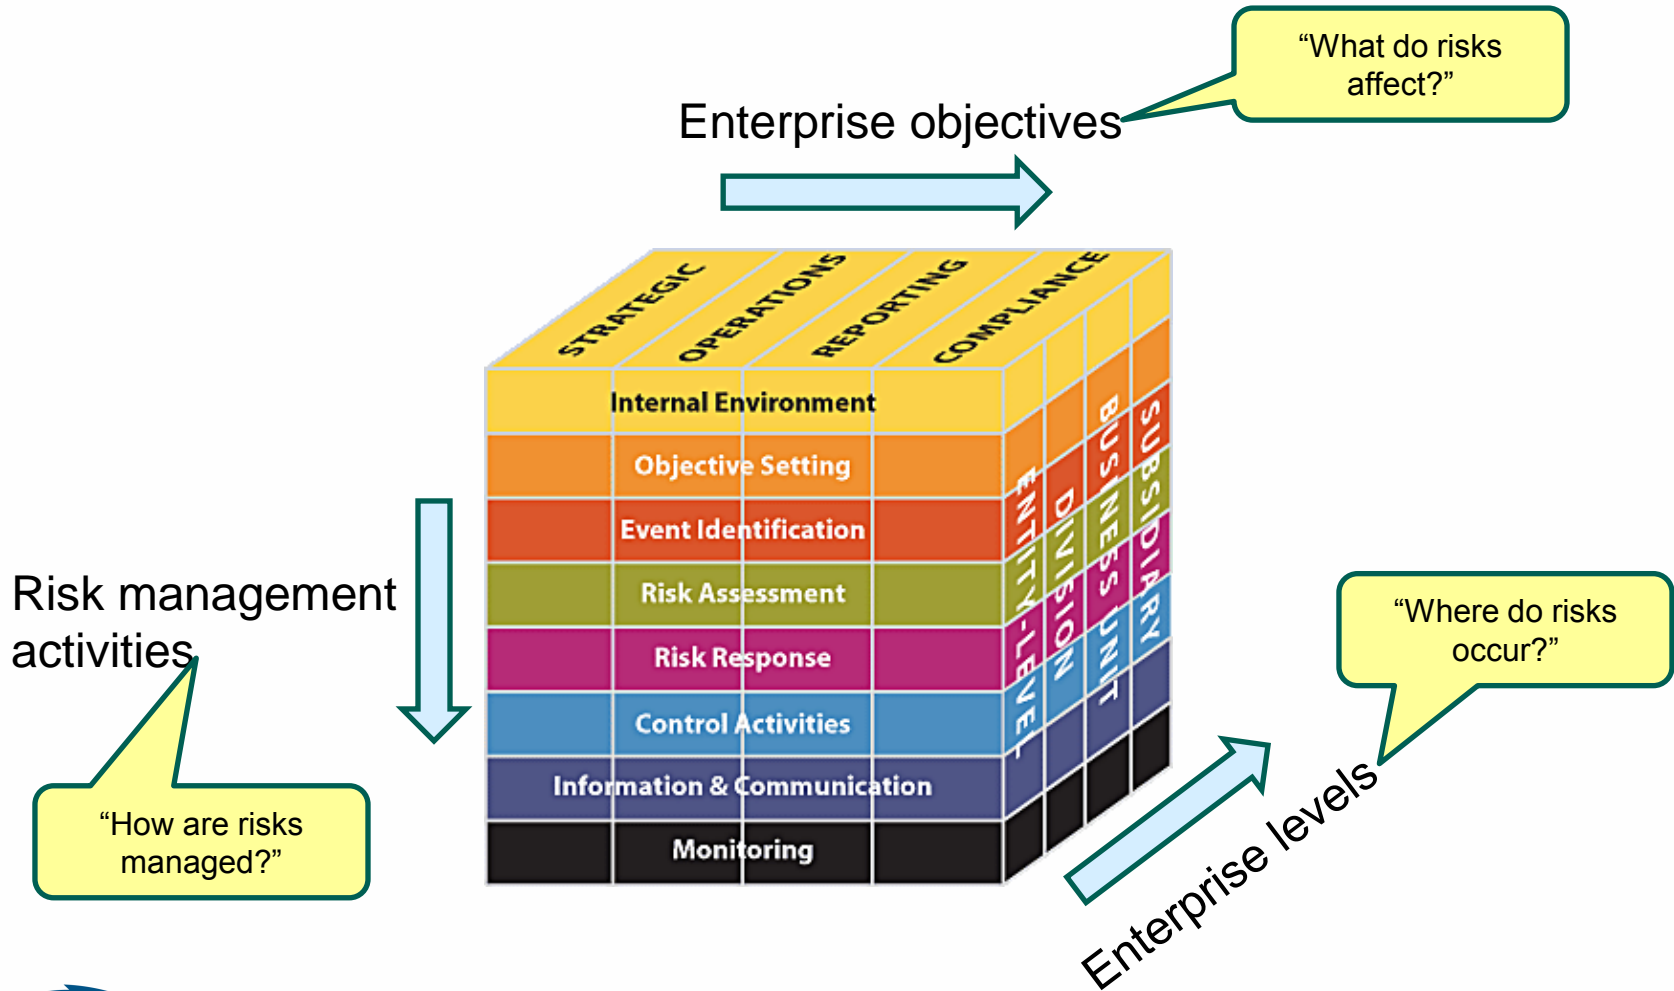 “What do risks
affect?”
Enterprise objectives
STRATEGIC
OPERATIONS
REPORTING
COMPLIANCE
Internal Environment
Objective Setting
Event Identification
Risk Assessment
Risk Response
Control Activities
Information & Communication
Monitoring
ENTITY-LEVEL
DIVISION
BUSINESS UNIT
SUBSIDIARY
Risk management
activities
“How are risks
managed?”
“Where do risks
occur?”
Enterprise levels